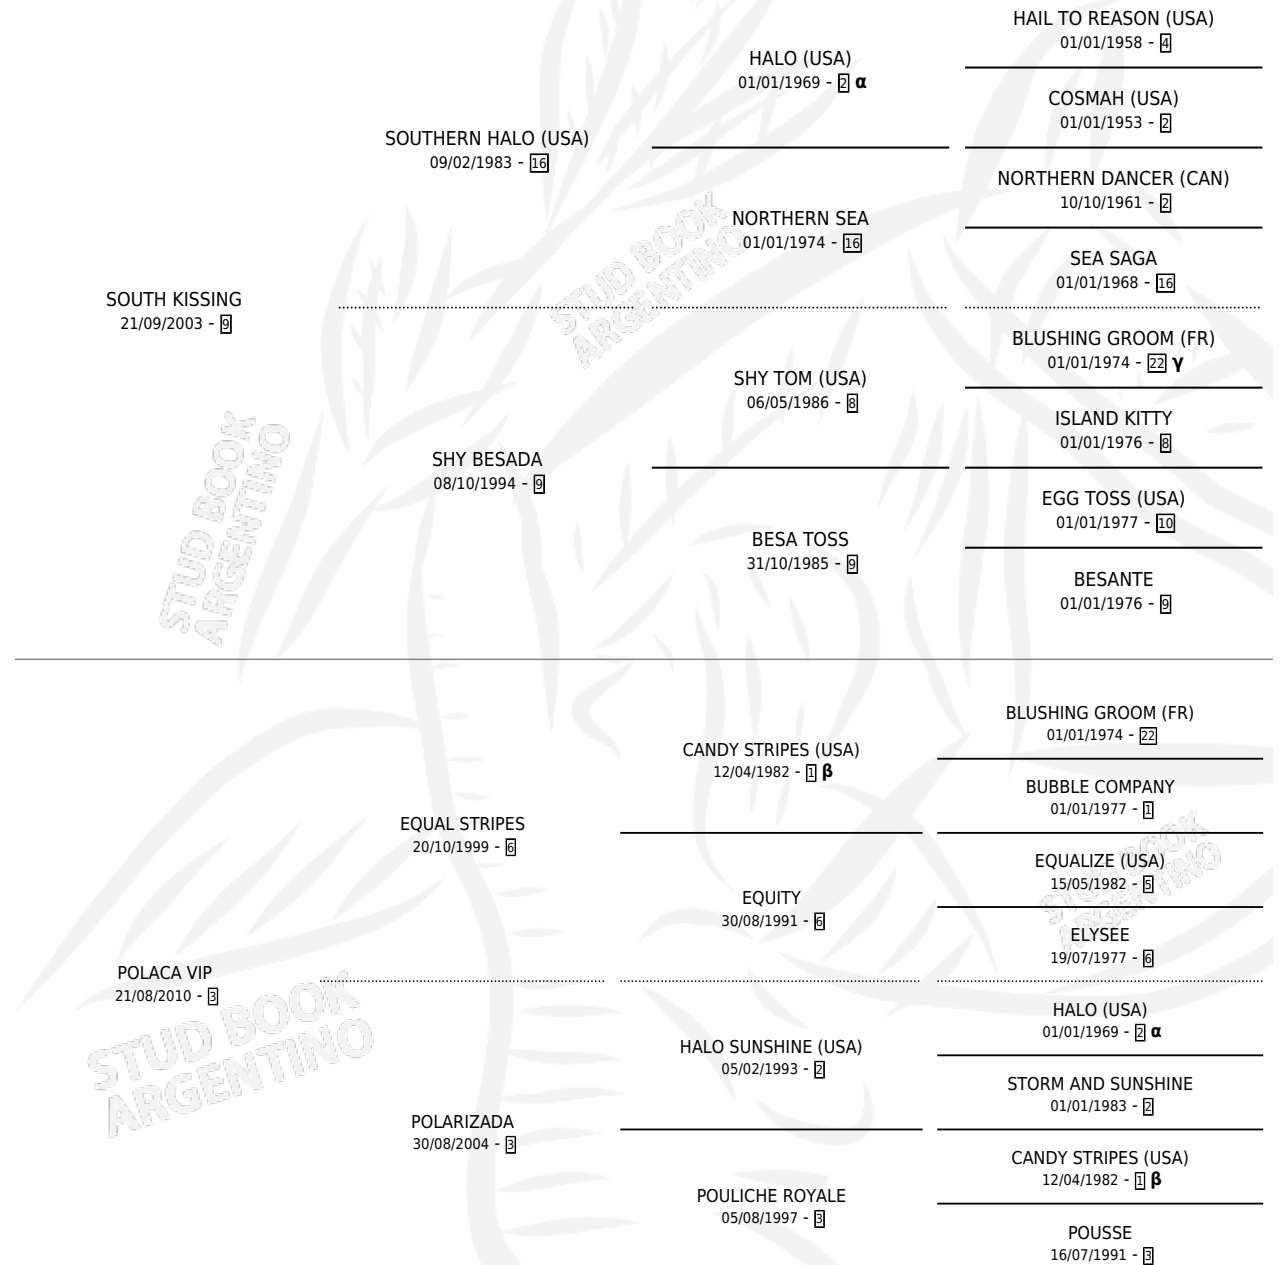 HAIL TO REASON (USA)
01/01/1958 - 4
HALO (USA)
01/01/1969 - 2 α
COSMAH (USA)
01/01/1953 - 2
SOUTHERN HALO (USA)
09/02/1983 - 16
NORTHERN DANCER (CAN)
10/10/1961 - 2
NORTHERN SEA
01/01/1974 - 16
SEA SAGA
01/01/1968 - 16
STUD BOOK
ARGENTINO
SOUTH KISSING
21/09/2003 - 9
BLUSHING GROOM (FR)
01/01/1974 - 22 γ
SHY TOM (USA)
06/05/1986 - 8
ISLAND KITTY
01/01/1976 - 8
SHY BESADA
08/10/1994 - 9
EGG TOSS (USA)
01/01/1977 - 10
BESA TOSS
31/10/1985 - 9
BESANTE
01/01/1976 - 9
STUD BOOK
ARGENTINO
BLUSHING GROOM (FR)
01/01/1974 - 22
CANDY STRIPES (USA)
12/04/1982 - 1 β
BUBBLE COMPANY
01/01/1977 - 1
EQUAL STRIPES
20/10/1999 - 6
EQUALIZE (USA)
15/05/1982 - 5
STUD BOOK
ARGENTINO
EQUITY
30/08/1991 - 6
ELYSEE
19/07/1977 - 6
POLACA VIP
21/08/2010 - 3
STUD BOOK
ARGENTINO
HALO (USA)
01/01/1969 - 2 α
HALO SUNSHINE (USA)
05/02/1993 - 2
STORM AND SUNSHINE
01/01/1983 - 2
POLARIZADA
30/08/2004 - 3
CANDY STRIPES (USA)
12/04/1982 - 1 β
POULICHE ROYALE
05/08/1997 - 3
POUSSE
16/07/1991 - 3